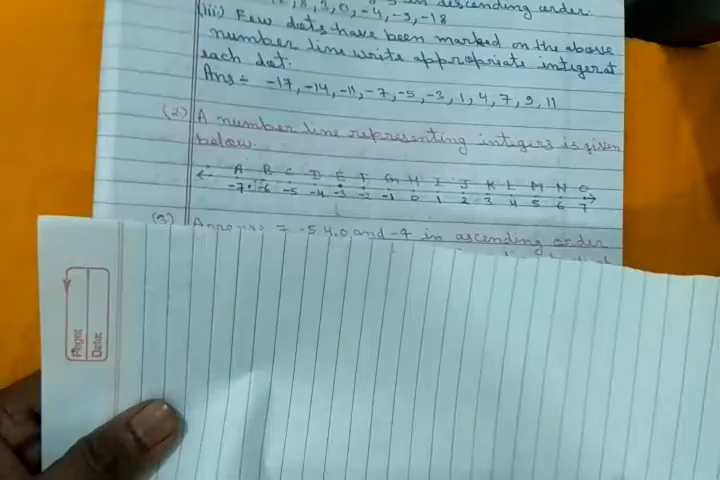 in descending order.
0, -4, -3, -18
(iii) Few dots have been marked on the above
number line write appropriate integer at
each dot.
Ans = -17, -14, -11, -7, -5, -3, 1, 4, 7, 9, 11
(2) A number line representing integers is given
below.
A B C D E F G H I J K L M N O
-7 -6 -5 -4 -3 -2 -1 0 1 2 3 4 5 6 7
(3) 7, -5, 4, 0 and -4 in ascending order
Page:
Date: